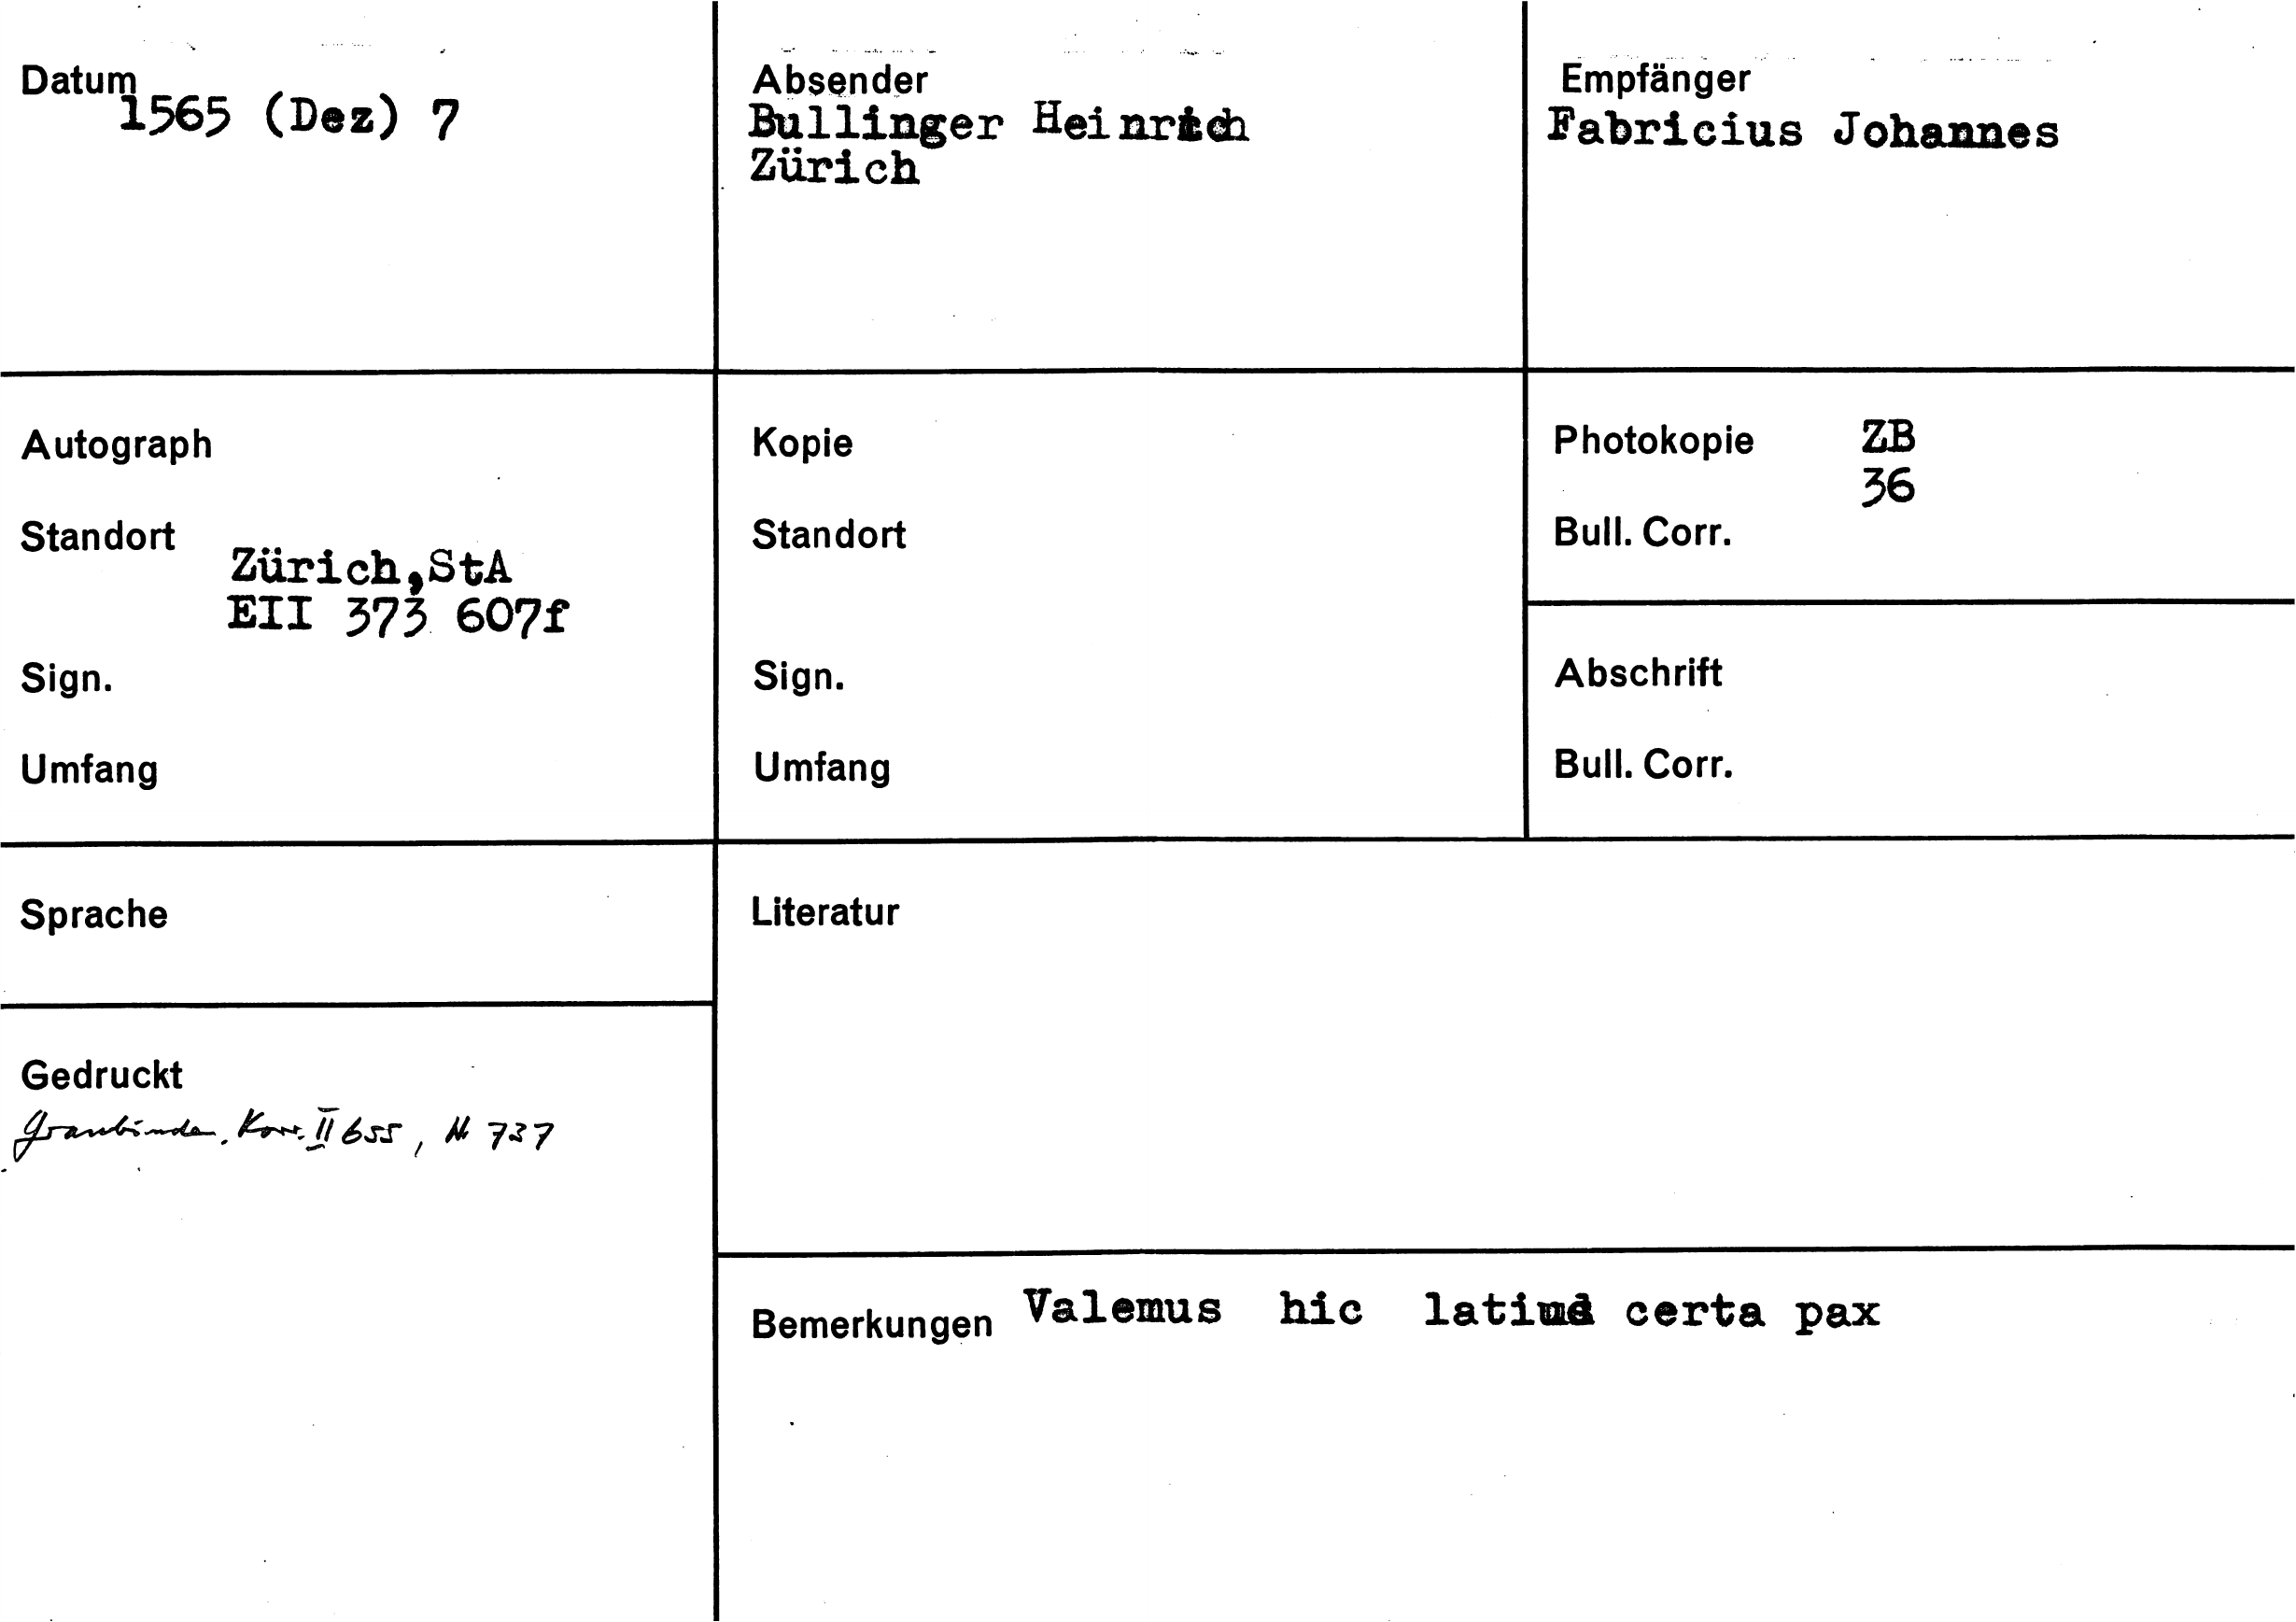 Datum
1565 (Dez) 7
Absender
Bullinger Heinrich
Zürich
Empfänger
Fabricius Johannes
Autograph
Standort
Zürich,StA
EII 373 607f
Sign.
Umfang
Kopie
Standort
Sign.
Umfang
Photokopie ZB
36
Bull. Corr.
Abschrift
Bull. Corr.
Sprache
Gedruckt
Graubünden. Korr. II 655, N 737
Literatur
Bemerkungen Valemus hic certa pax